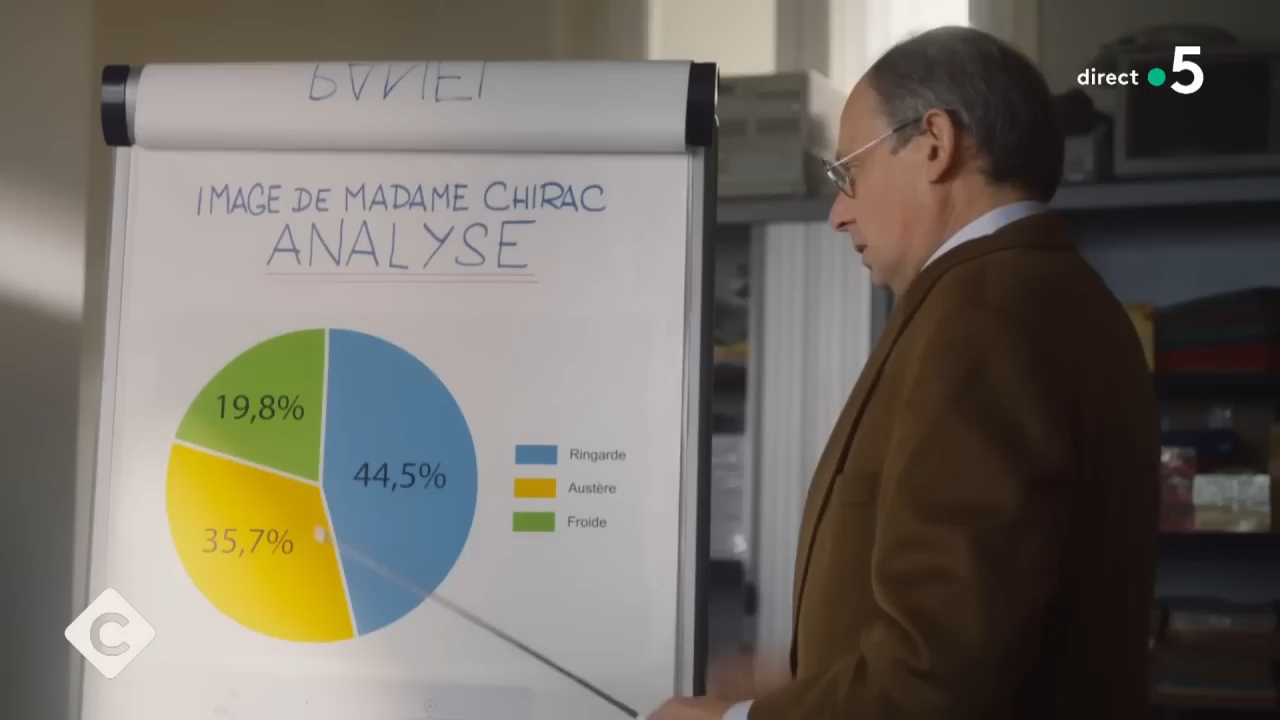 direct 5
IMAGE DE MADAME CHIRAC
ANALYSE
19,8%
44,5%
35,7%
Ringarde
Austère
Froide
C